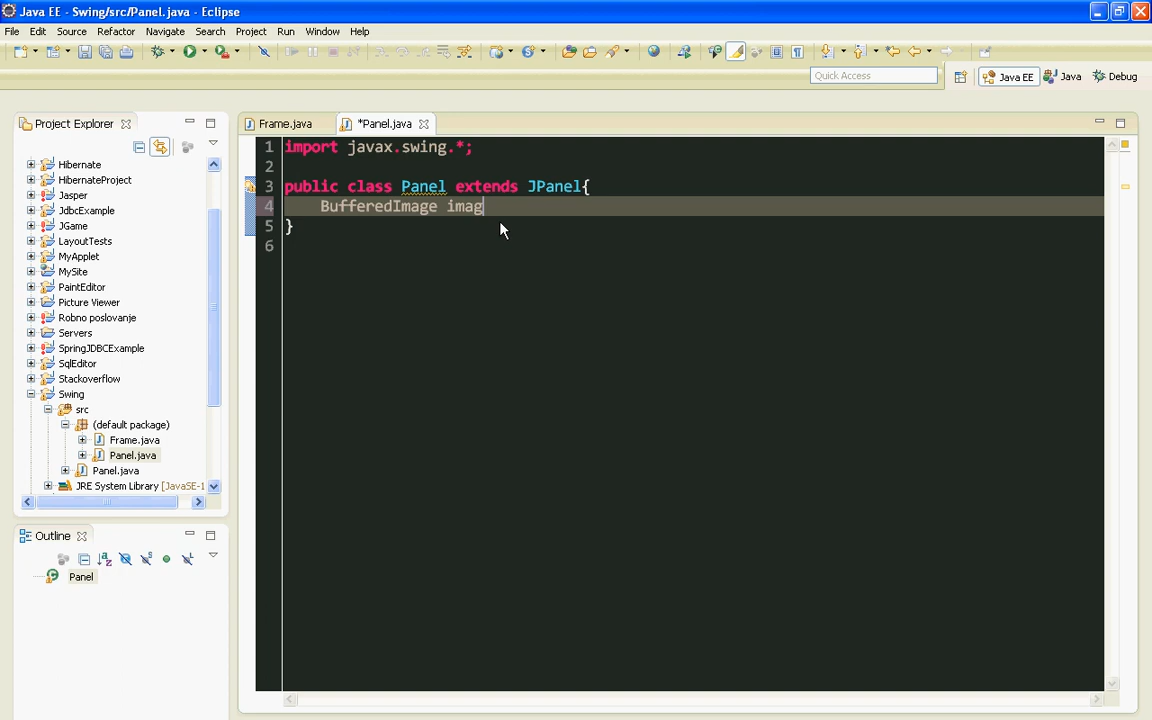 Java EE - Swing/src/Panel.java - Eclipse
File Edit Source Refactor Navigate Search Project Run Window Help
Quick Access
Java EE Java Debug
Project Explorer
Frame.java *Panel.java
Hibernate
HibernateProject
Jasper
JdbcExample
JGame
LayoutTests
MyApplet
MySite
PaintEditor
Picture Viewer
Robno poslovanje
Servers
SpringJDBCExample
SqlEditor
Stackoverflow
Swing
src
(default package)
Frame.java
Panel.java
Panel.java
JRE System Library [JavaSE-1
1 import javax.swing.*;
2
3 public class Panel extends JPanel{
4 BufferedImage imag
5 }
6
Outline
Panel